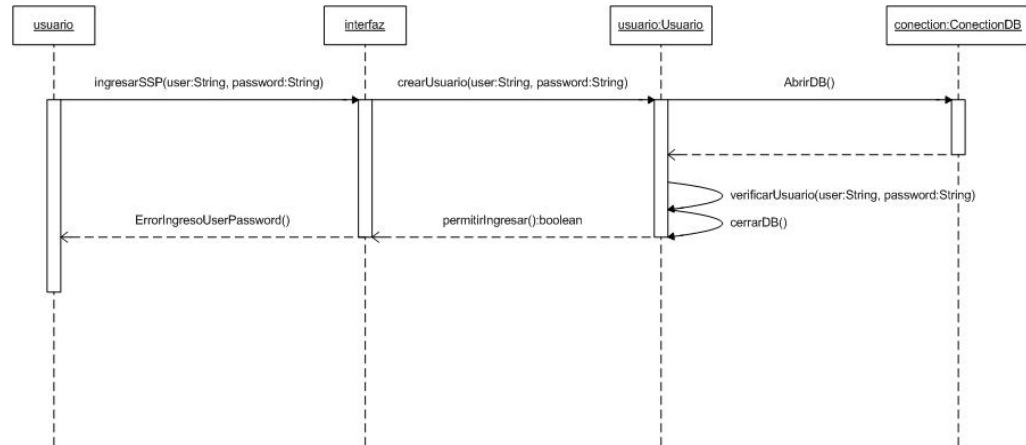 usuario
interfaz
usuario:Usuario
conection:ConectionDB
ingresarSSP(user:String, password:String)
crearUsuario(user:String, password:String)
AbrirDB()
verificarUsuario(user:String, password:String)
ErrorIngresoUserPassword()
permitirIngresar():boolean
cerrarDB()